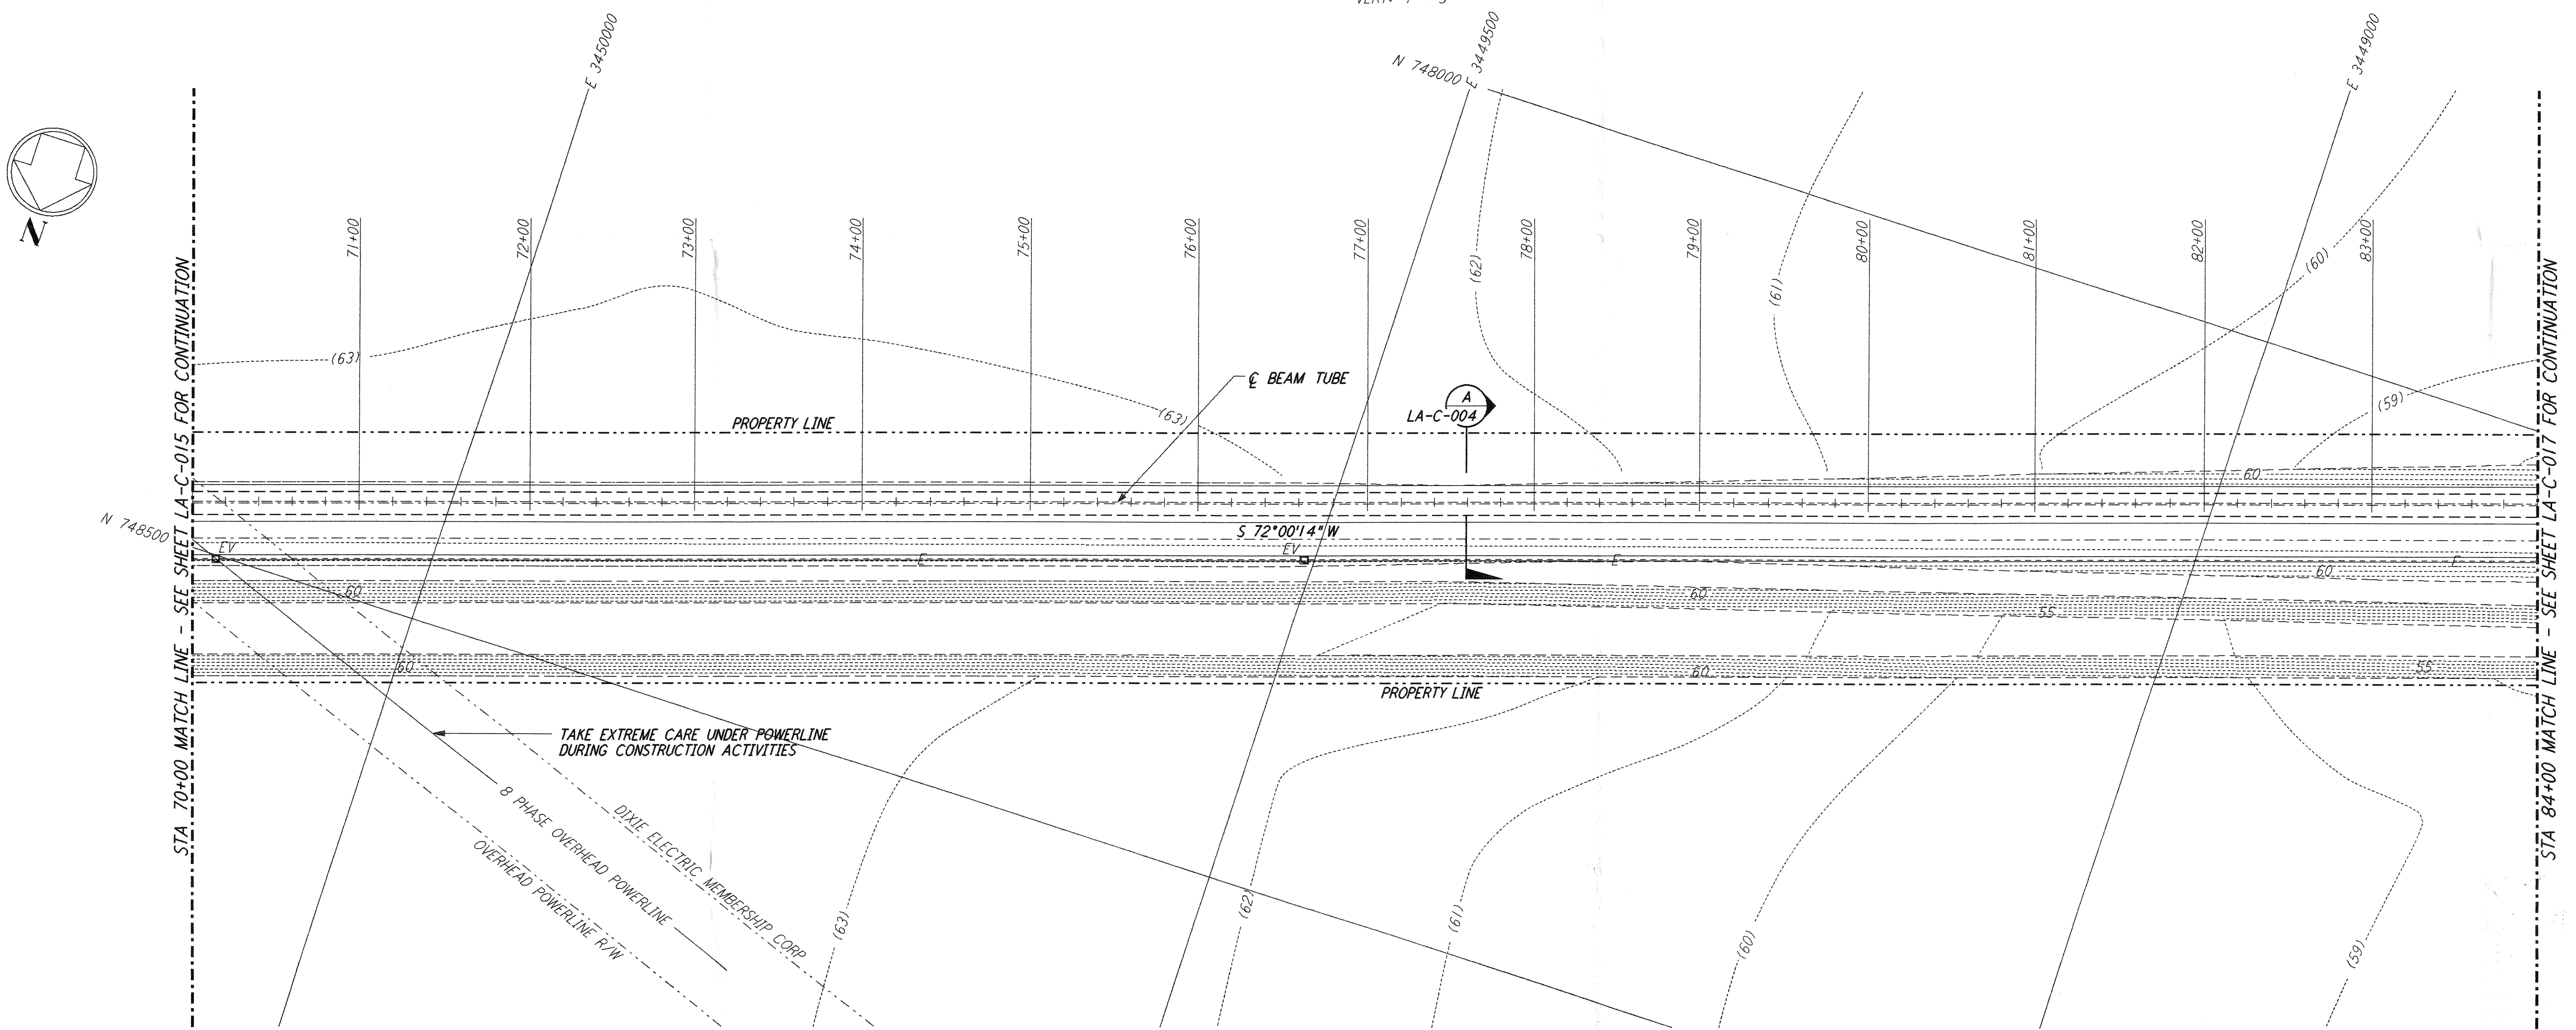 E 3450000
E 3449500
N 748000
E 3449000
N
71+00
72+00
73+00
74+00
75+00
76+00
77+00
78+00
79+00
80+00
81+00
82+00
83+00
(62)
(61)
(60)
(63)
(63)
(59)
℄ BEAM TUBE
A
LA-C-004
PROPERTY LINE
60
S 72°00'14" W
N 748500
EV
EV
E
E
E
60
60
60
55
60
60
55
PROPERTY LINE
TAKE EXTREME CARE UNDER POWERLINE
DURING CONSTRUCTION ACTIVITIES
8 PHASE OVERHEAD POWERLINE
DIXIE ELECTRIC MEMBERSHIP CORP
OVERHEAD POWERLINE R/W
(63)
(62)
(61)
(60)
(59)
STA 70+00 MATCH LINE - SEE SHEET LA-C-015 FOR CONTINUATION
STA 84+00 MATCH LINE - SEE SHEET LA-C-017 FOR CONTINUATION